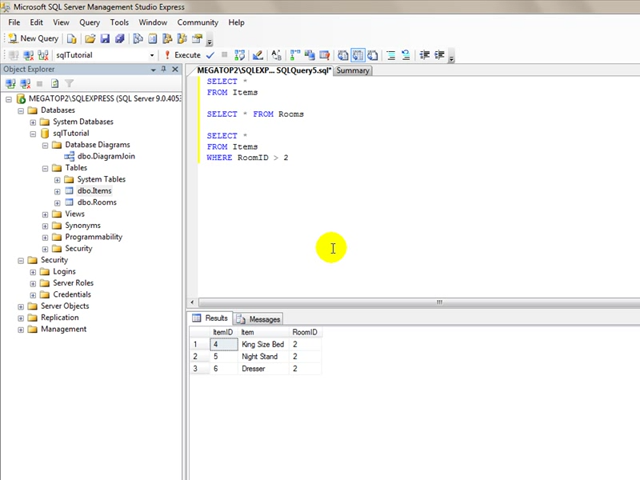 Microsoft SQL Server Management Studio Express
File Edit View Query Tools Window Community Help
New Query
sqlTutorial Execute
Object Explorer
MEGATOP2\SQLEXPRESS (SQL Server 9.0.4053
Databases
System Databases
sqlTutorial
Database Diagrams
dbo.DiagramJoin
Tables
System Tables
dbo.Items
dbo.Rooms
Views
Synonyms
Programmability
Security
Security
Logins
Server Roles
Credentials
Server Objects
Replication
Management
MEGATOP2\SQLEXP... SQLQuery5.sql* Summary
SELECT *
FROM Items
SELECT * FROM Rooms
SELECT *
FROM Items
WHERE RoomID > 2
Results Messages
ItemID Item RoomID
1 4 King Size Bed 2
2 5 Night Stand 2
3 6 Dresser 2